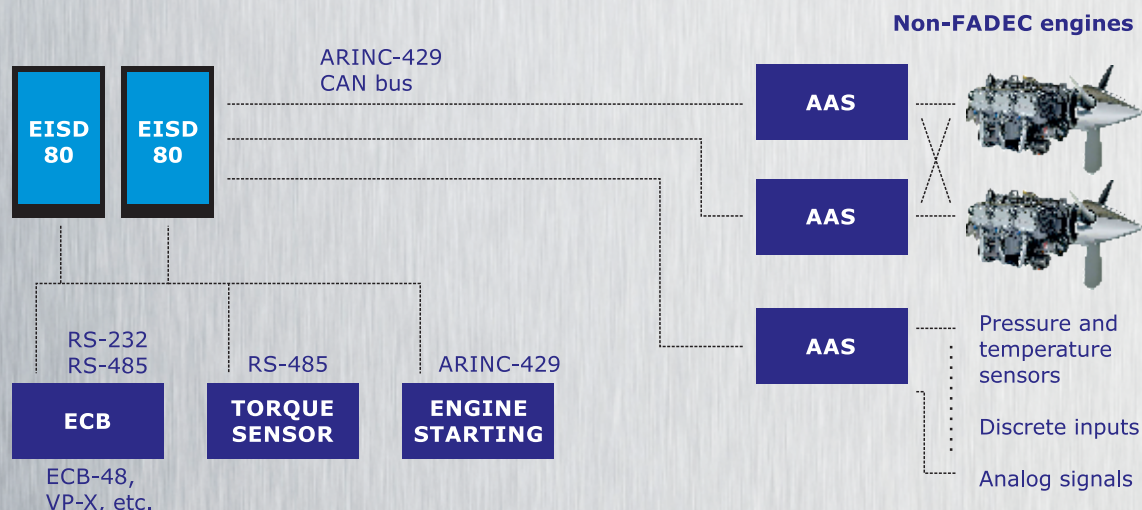 Non-FADEC engines
ARINC-429
CAN bus
EISD
80
EISD
80
AAS
AAS
AAS
Pressure and
temperature
sensors
Discrete inputs
Analog signals
RS-232
RS-485
RS-485
ARINC-429
ECB
TORQUE
SENSOR
ENGINE
STARTING
ECB-48,
VP-X, etc.